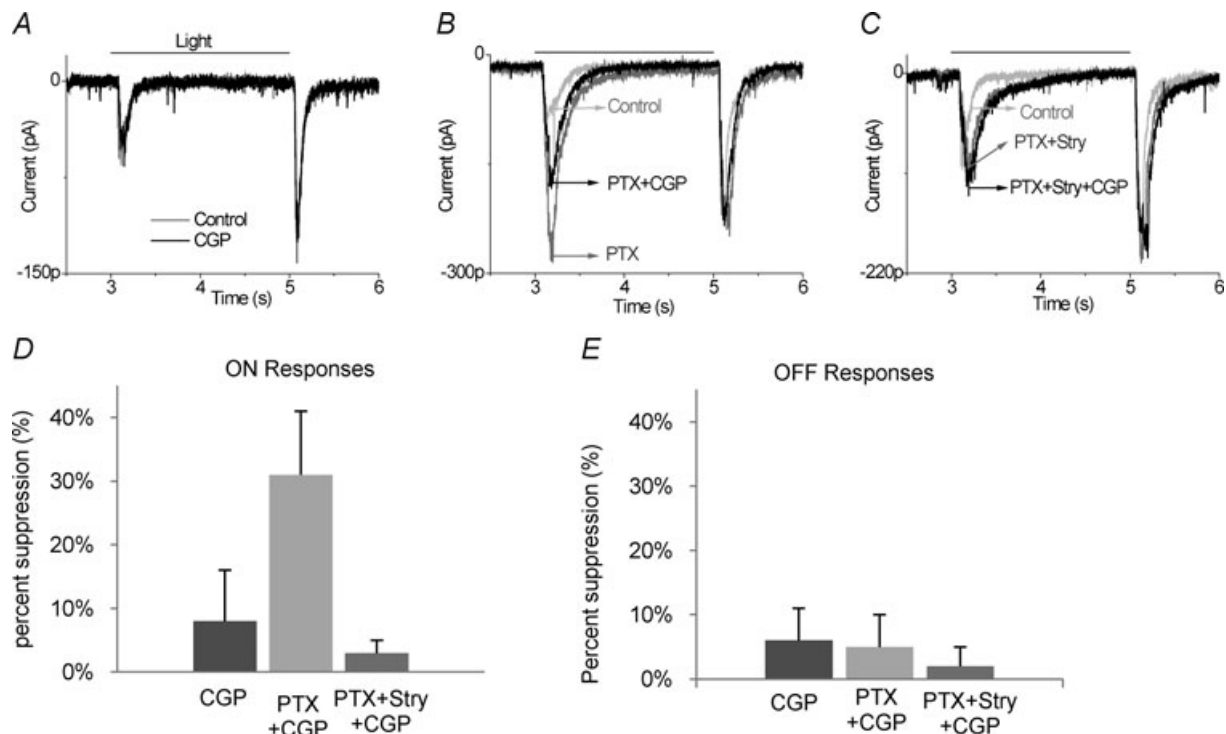 A
Light
0
Current (pA)
Control
CGP
-150p
3
4
5
6
Time (s)
B
0
Current (pA)
Control
PTX+CGP
PTX
-300p
3
4
5
6
Time (s)
C
0
Current (pA)
Control
PTX+Stry
PTX+Stry+CGP
-220p
3
4
5
6
Time (s)
D
ON Responses
percent suppression (%)
40%
30%
20%
10%
0%
CGP
PTX
+CGP
PTX+Stry
+CGP
E
OFF Responses
Percent suppression (%)
40%
30%
20%
10%
0%
CGP
PTX
+CGP
PTX+Stry
+CGP